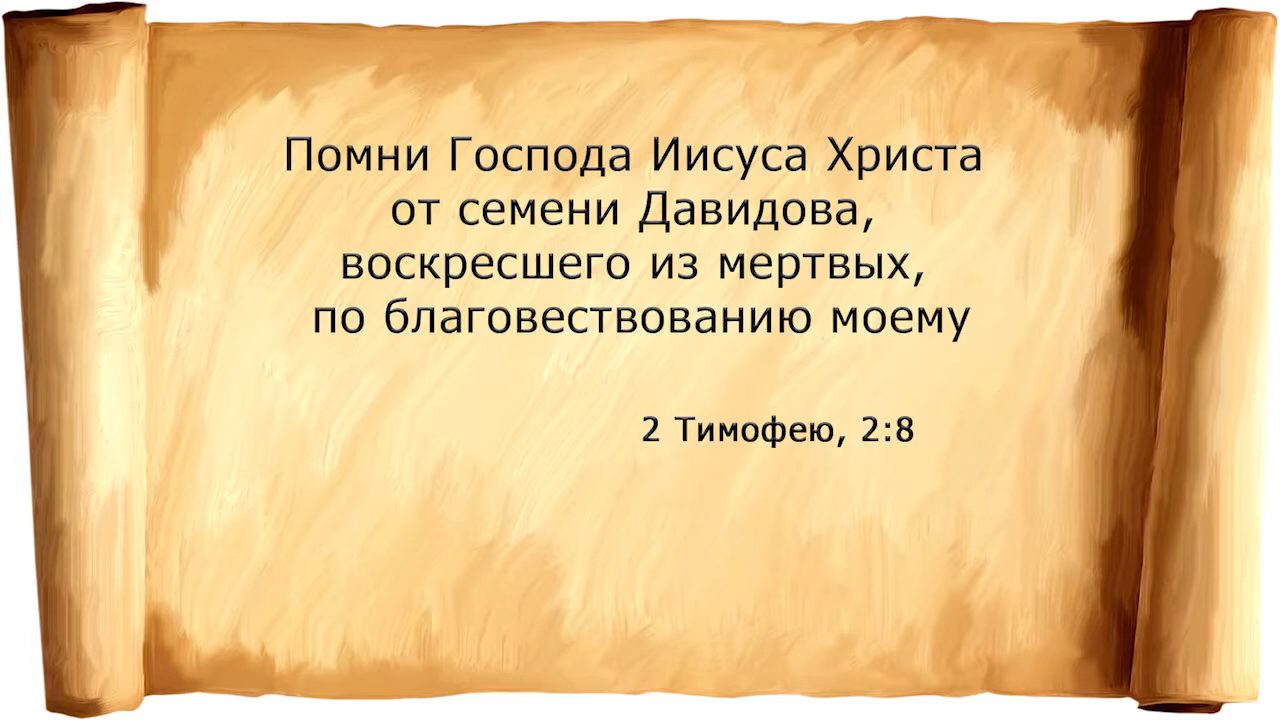 Помни Господа Иисуса Христа
от семени Давидова,
воскресшего из мертвых,
по благовествованию моему
2 Тимофею, 2:8